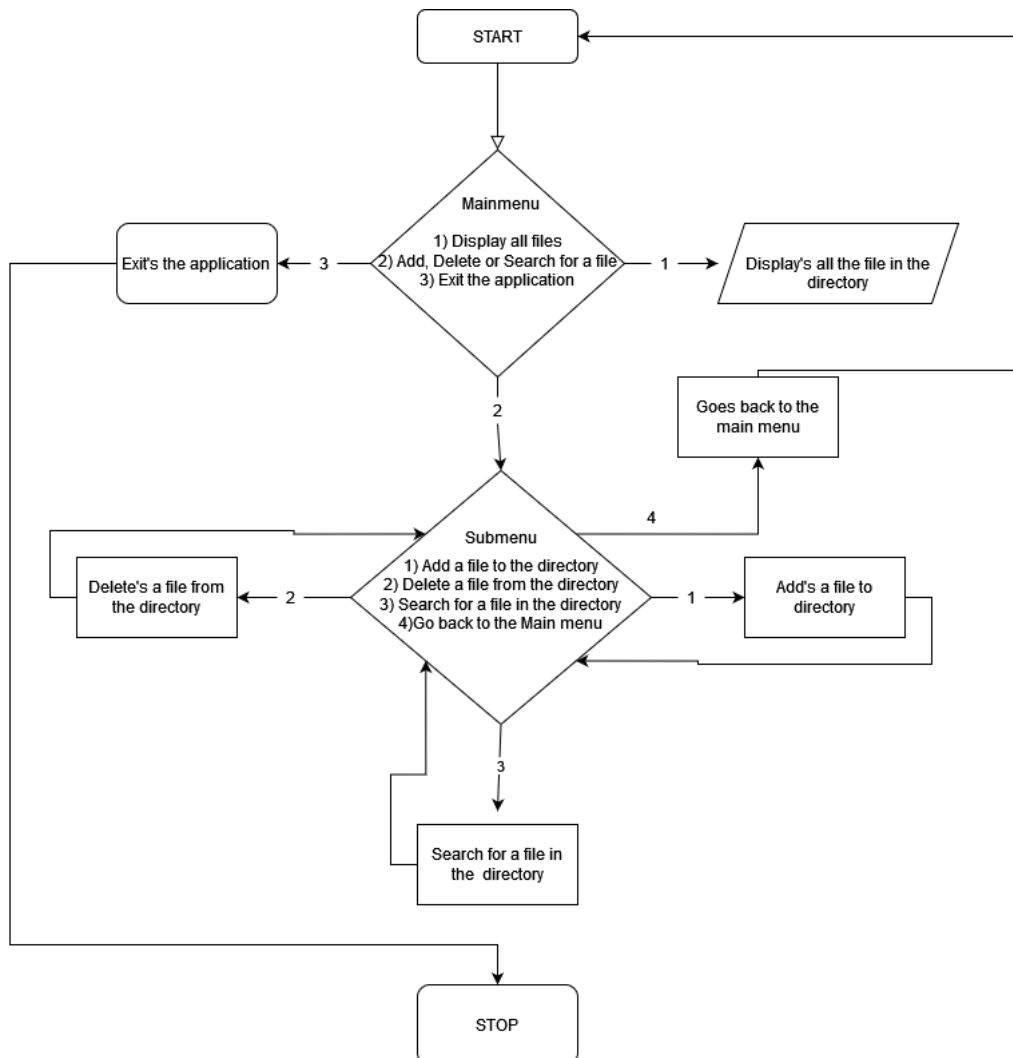 START
Mainmenu
1) Display all files
2) Add, Delete or Search for a file
3) Exit the application
Exit's the application
3
1
Display's all the file in the
directory
2
Goes back to the
main menu
4
Submenu
1) Add a file to the directory
2) Delete a file from the directory
3) Search for a file in the directory
4)Go back to the Main menu
Delete's a file from
the directory
2
1
Add's a file to
directory
3
Search for a file in
the directory
STOP